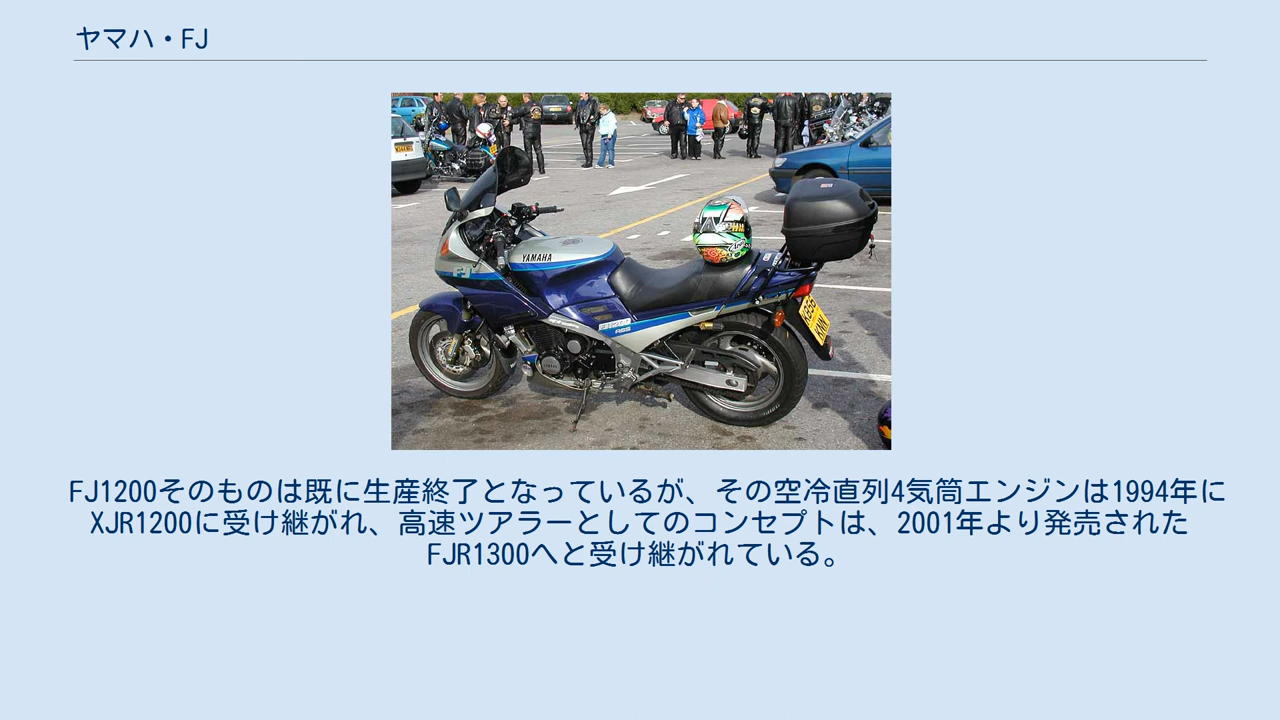 ヤマハ・FJ
YAMAHA
FJ
ABS
FJ1200そのものは既に生産終了となっているが、その空冷直列4気筒エンジンは1994年に
XJR1200に受け継がれ、高速ツアラーとしてのコンセプトは、2001年より発売された
FJR1300へと受け継がれている。